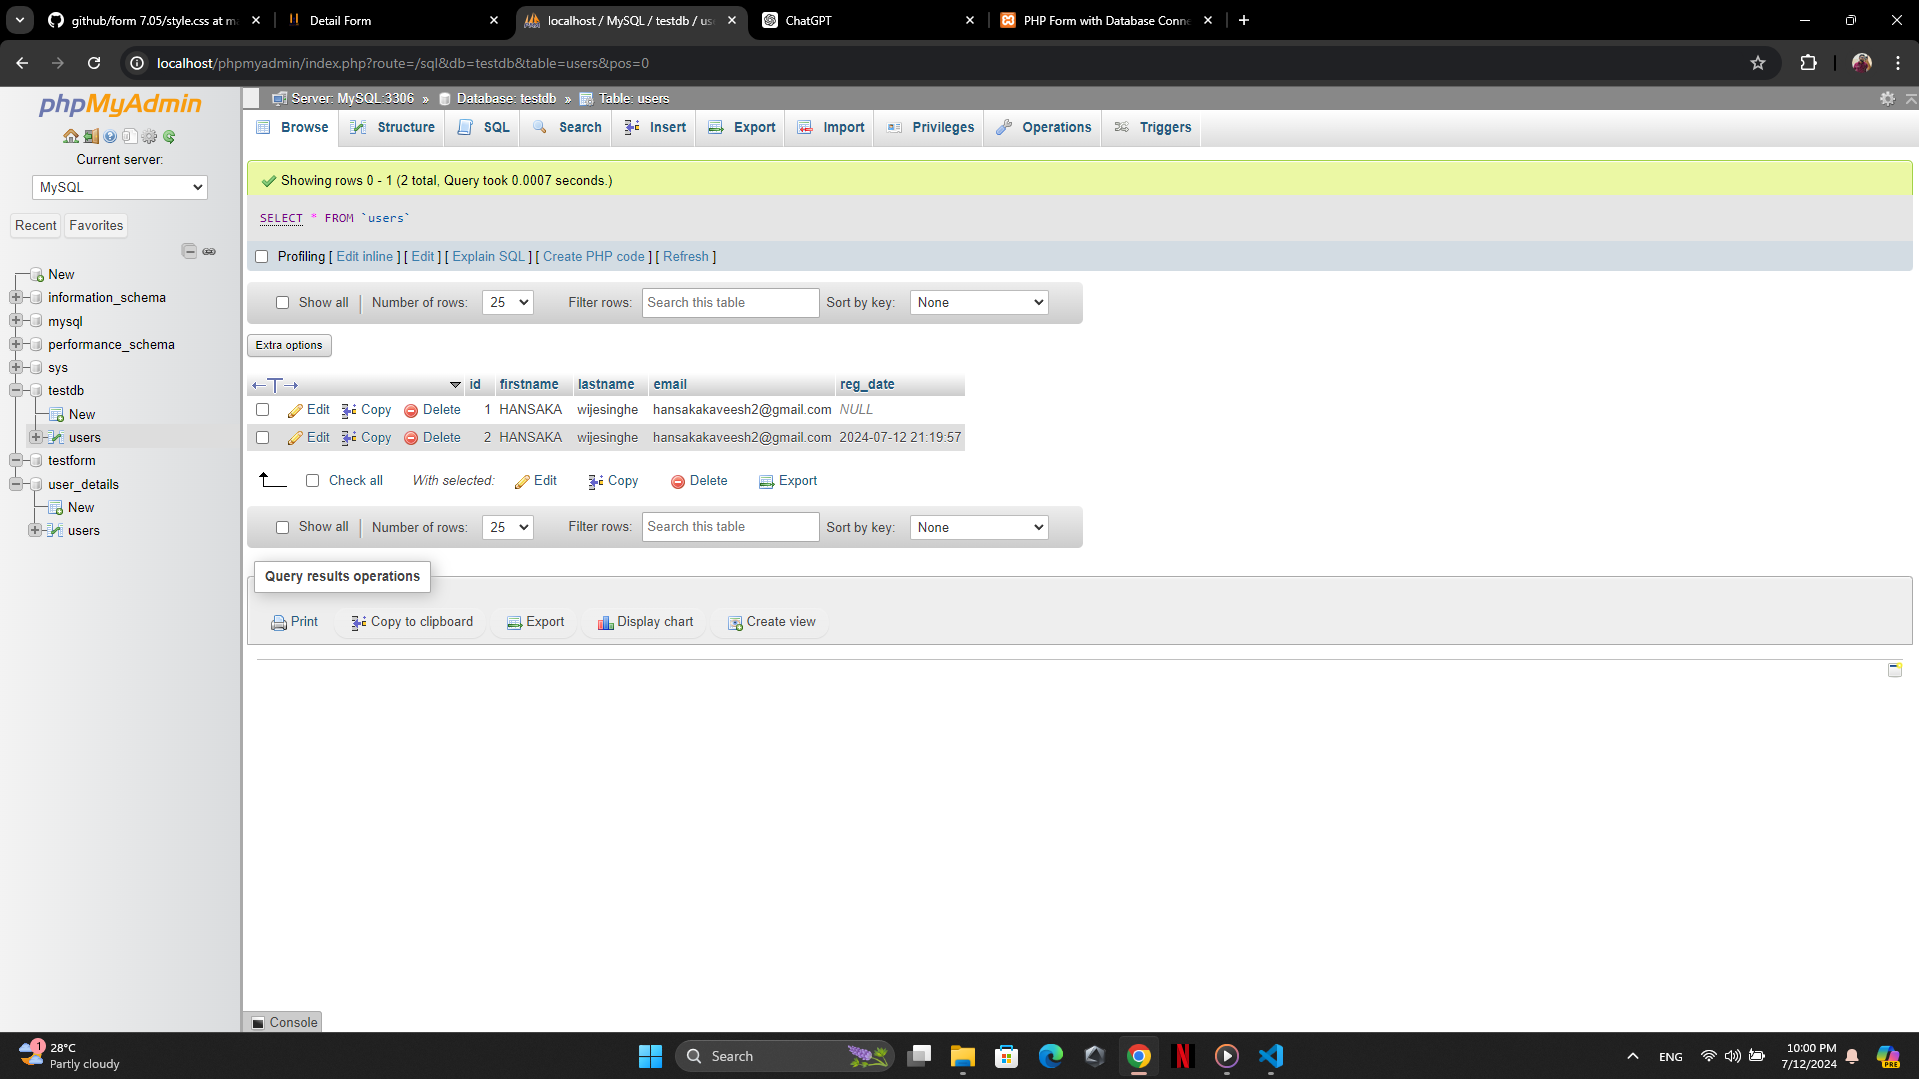 github/form 7.05/style.css at ma
Detail Form
localhost / MySQL / testdb / us
ChatGPT
PHP Form with Database Conne
localhost/phpmyadmin/index.php?route=/sql&db=testdb&table=users&pos=0
phpMyAdmin
Current server:
MySQL
Recent Favorites
New
information_schema
mysql
performance_schema
sys
testdb
New
users
testform
user_details
New
users
Server: MySQL:3306 » Database: testdb » Table: users
Browse Structure SQL Search Insert Export Import Privileges Operations Triggers
Showing rows 0 - 1 (2 total, Query took 0.0007 seconds.)
SELECT * FROM `users`
Profiling [ Edit inline ] [ Edit ] [ Explain SQL ] [ Create PHP code ] [ Refresh ]
Show all Number of rows: 25 Filter rows: Search this table Sort by key: None
Extra options
id firstname lastname email reg_date
Edit Copy Delete 1 HANSAKA wijesinghe hansakakaveesh2@gmail.com NULL
Edit Copy Delete 2 HANSAKA wijesinghe hansakakaveesh2@gmail.com 2024-07-12 21:19:57
Check all With selected: Edit Copy Delete Export
Show all Number of rows: 25 Filter rows: Search this table Sort by key: None
Query results operations
Print Copy to clipboard Export Display chart Create view
Console
1
28°C
Partly cloudy
Search
ENG
10:00 PM
7/12/2024
PRE